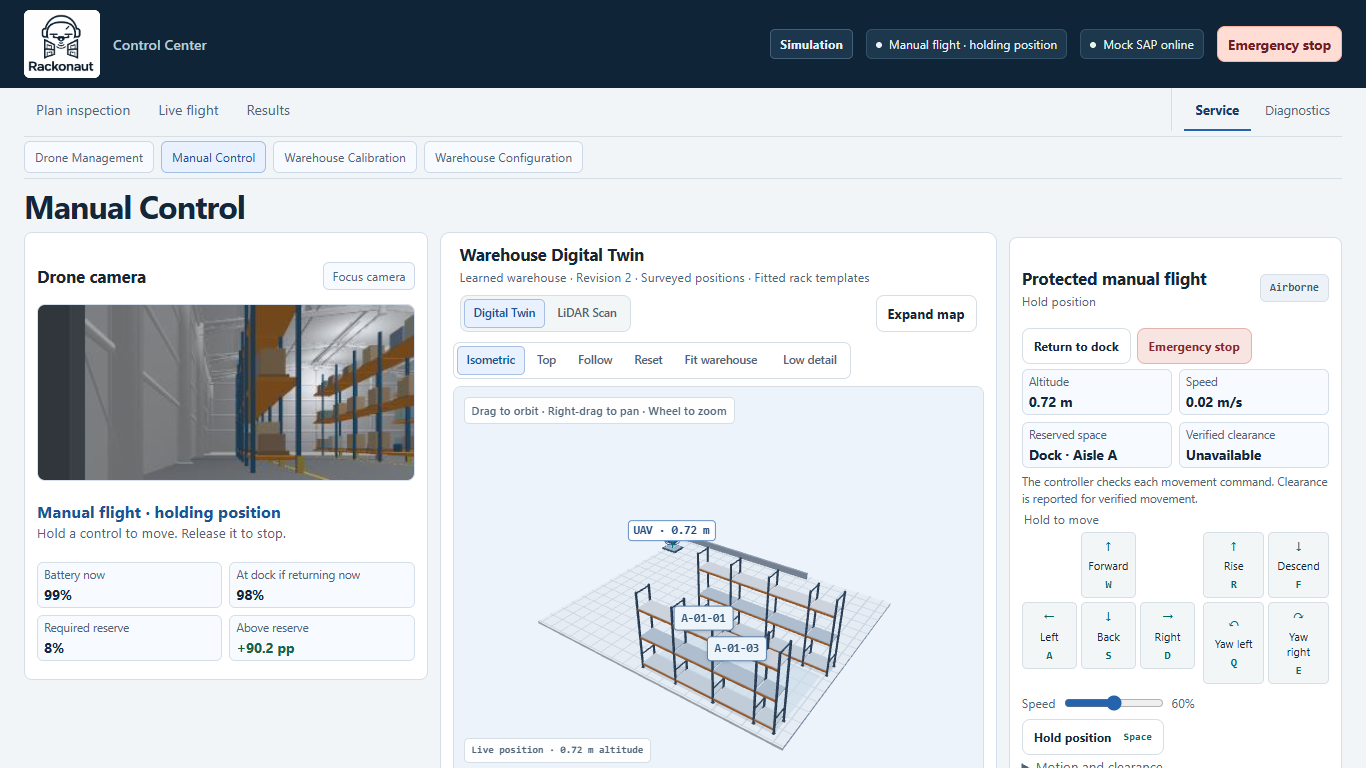 Rackonaut
Control Center
Simulation
Manual flight · holding position
Mock SAP online
Emergency stop
Plan inspection
Live flight
Results
Service
Diagnostics
Drone Management
Manual Control
Warehouse Calibration
Warehouse Configuration
Manual Control
Drone camera
Focus camera
Manual flight · holding position
Hold a control to move. Release it to stop.
Battery now
99%
At dock if returning now
98%
Required reserve
8%
Above reserve
+90.2 pp
Warehouse Digital Twin
Learned warehouse · Revision 2 · Surveyed positions · Fitted rack templates
Digital Twin
LiDAR Scan
Expand map
Isometric
Top
Follow
Reset
Fit warehouse
Low detail
Drag to orbit · Right-drag to pan · Wheel to zoom
UAV · 0.72 m
A-01-01
A-01-03
Live position · 0.72 m altitude
Protected manual flight
Hold position
Airborne
Return to dock
Emergency stop
Altitude
0.72 m
Speed
0.02 m/s
Reserved space
Dock · Aisle A
Verified clearance
Unavailable
The controller checks each movement command. Clearance
is reported for verified movement.
Hold to move
↑
Forward
W
↑
Rise
R
↓
Descend
F
←
Left
A
↓
Back
S
→
Right
D
↶
Yaw left
Q
↷
Yaw
right
E
Speed
60%
Hold position
Space
▶ Motion and clearance